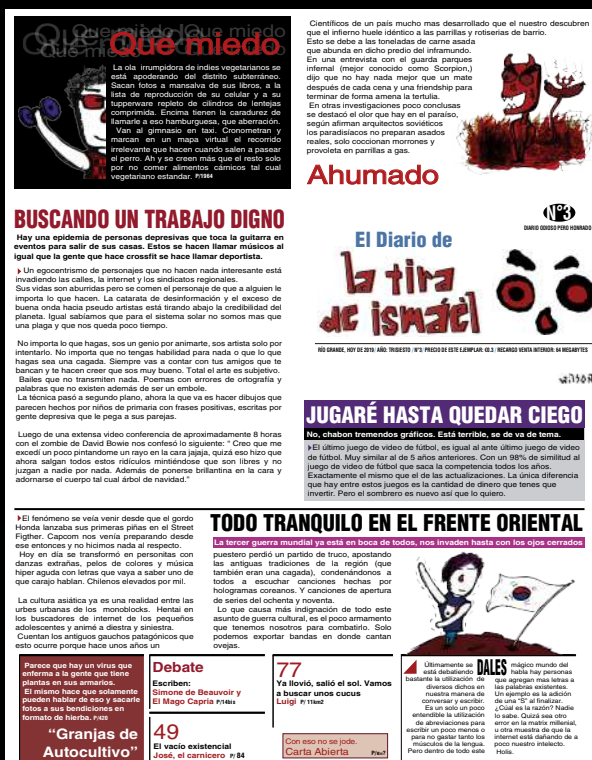 Que miedo
Que miedo
Que miedo
Que miedo
La ola irrumpidora de indies vegetarianos se
está apoderando del distrito subterráneo.
Sacan fotos a mansalva de sus libros, a la
lista de reproducción de su celular y a su
tupperware repleto de cilindros de lentejas
comprimida. Encima tienen la caradurez de
llamarle a eso hamburguesa, que aberración.
Van al gimnasio en taxi. Cronometran y
marcan en un mapa virtual el recorrido
irrelevante que hacen cuando salen a pasear
el perro. Ah y se creen más que el resto solo
por no comer alimentos cárnicos tal cual
vegetariano estandar. P/1964
Científicos de un país mucho mas desarrollado que el nuestro descubren
que el infierno huele idéntico a las parrillas y rotiserias de barrio.
Esto se debe a las toneladas de carne asada
que abunda en dicho predio del inframundo.
En una entrevista con el guarda parques
infernal (mejor conocido como Scorpion,)
dijo que no hay nada mejor que un mate
después de cada cena y una friendship para
terminar de forma amena la tertulia.
En otras investigaciones poco conclusas
se destacó el olor que hay en el paraíso,
según afirman arquitectos soviéticos
los paradisíacos no preparan asados
reales, solo coccionan morrones y
provoleta en parrillas a gas.
Ahumado
BUSCANDO UN TRABAJO DIGNO
Hay una epidemia de personas depresivas que toca la guitarra en
eventos para salir de sus casas. Estos se hacen llamar músicos al
igual que la gente que hace crossfit se hace llamar deportista.
Un egocentrismo de personajes que no hacen nada interesante está
invadiendo las calles, la internet y los sindicatos regionales.
Sus vidas son aburridas pero se comen el personaje de que a alguien le
importa lo que hacen. La catarata de desinformación y el exceso de
buena onda hacia pseudo artistas está tirando abajo la credibilidad del
planeta. Igual sabíamos que para el sistema solar no somos mas que
una plaga y que nos queda poco tiempo.
No importa lo que hagas, sos un genio por animarte, sos artista solo por
intentarlo. No importa que no tengas habilidad para nada o que lo que
hagas sea una cagada. Siempre vas a contar con tus amigos que te
bancan y te hacen creer que sos muy bueno. Total el arte es subjetivo.
Bailes que no transmiten nada. Poemas con errores de ortografía y
palabras que no existen además de ser un embole.
La técnica pasó a segundo plano, ahora la que va es hacer dibujos que
parecen hechos por niños de primaria con frases positivas, escritas por
gente depresiva que le pega a sus parejas.
Luego de una extensa video conferencia de aproximadamente 8 horas
con el zombie de David Bowie nos confesó lo siguiente: " Creo que me
excedí un poco pintandome un rayo en la cara jajaja, quizá eso hizo que
ahora salgan todos estos ridículos mintiéndose que son libres y no
juzgan a nadie por nada. Además de ponerse brillantina en la cara y
adornarse el cuerpo tal cual árbol de navidad."
N°3
DIARIO ODIOSO PERO HONRADO
El Diario de
la tira
de ismael
RÍO GRANDE, HOY DE 2019/ AÑO: TRISIESTO / N°3/ PRECIO DE ESTE EJEMPLAR: €0.3 / RECARGO VENTA INTERIOR: 64 MEGABYTES
JUGARÉ HASTA QUEDAR CIEGO
No, chabon tremendos gráficos. Está terrible, se de va de tema.
El último juego de video de fútbol, es igual al ante último juego de video
de fútbol. Muy similar al de 5 años anteriores. Con un 98% de similitud al
juego de video de fútbol que saca la competencia todos los años.
Exactamente el mismo que el de las actualizaciones. La única diferencia
que hay entre estos juegos es la cantidad de dinero que tenes que
invertir. Pero el sombrero es nuevo así que lo quiero.
TODO TRANQUILO EN EL FRENTE ORIENTAL
La tercer guerra mundial ya está en boca de todos, nos invaden hasta con los ojos cerrados
El fenómeno se veía venir desde que el gordo
Honda lanzaba sus primeras piñas en el Street
Figther. Capcom nos venía preparando desde
ese entonces y no hicimos nada al respecto.
Hoy en día se transformó en personitas con
danzas extrañas, pelos de colores y música
hiper aguda con letras que vaya a saber uno de
que carajo hablan. Chilenos elevados por mil.
La cultura asiática ya es una realidad entre las
urbes urbanas de los monoblocks. Hentai en
los buscadores de internet de los pequeños
adolescentes y animé a diestra y siniestra.
Cuentan los antiguos gauchos patagónicos que
esto ocurre porque hace unos años un
puestero perdió un partido de truco, apostando
las antiguas tradiciones de la región (que
también eran una cagada), condenándonos a
todos a escuchar canciones hechas por
hologramas coreanos. Y canciones de apertura
de series del ochenta y noventa.
Lo que causa más indignación de todo este
asunto de guerra cultural, es el poco armamento
que tenemos nosotros para combatirlo. Solo
podemos exportar bandas en donde cantan
ovejas.
Parece que hay un virus que
enferma a la gente que tiene
plantas en sus armarios.
El mismo hace que solamente
pueden hablar de eso y sacarle
fotos a sus bendiciones en
formato de hierba. P/420
"Granjas de
Autocultivo"
Debate
Escriben:
Simone de Beauvoir y
El Mago Capria P/14bis
49
El vacío existencial
José, el carnicero P/ 84
77
Ya llovió, salió el sol. Vamos
a buscar unos cucus
Luigi P/ 11km2
Con eso no se jode.
Carta Abierta P/e=?
DALES
Últimamente se
está debatiendo
bastante la utilización de
diversos dichos en
nuestra manera de
conversar y escribir.
Es un solo un poco
entendible la utilización
de abreviaciones para
escribir un poco menos o
para no gastar tanto los
músculos de la lengua.
Pero dentro de todo este
mágico mundo del
habla hay personas
que agregan mas letras a
las palabras existentes.
Un ejemplo es la adición
de una "S" al finalizar.
¿Cúal es la razón? Nadie
lo sabe. Quizá sea otro
error en la matrix millenial,
u otra muestra de que la
internet está dañando de a
poco nuestro intelecto.
Holis.